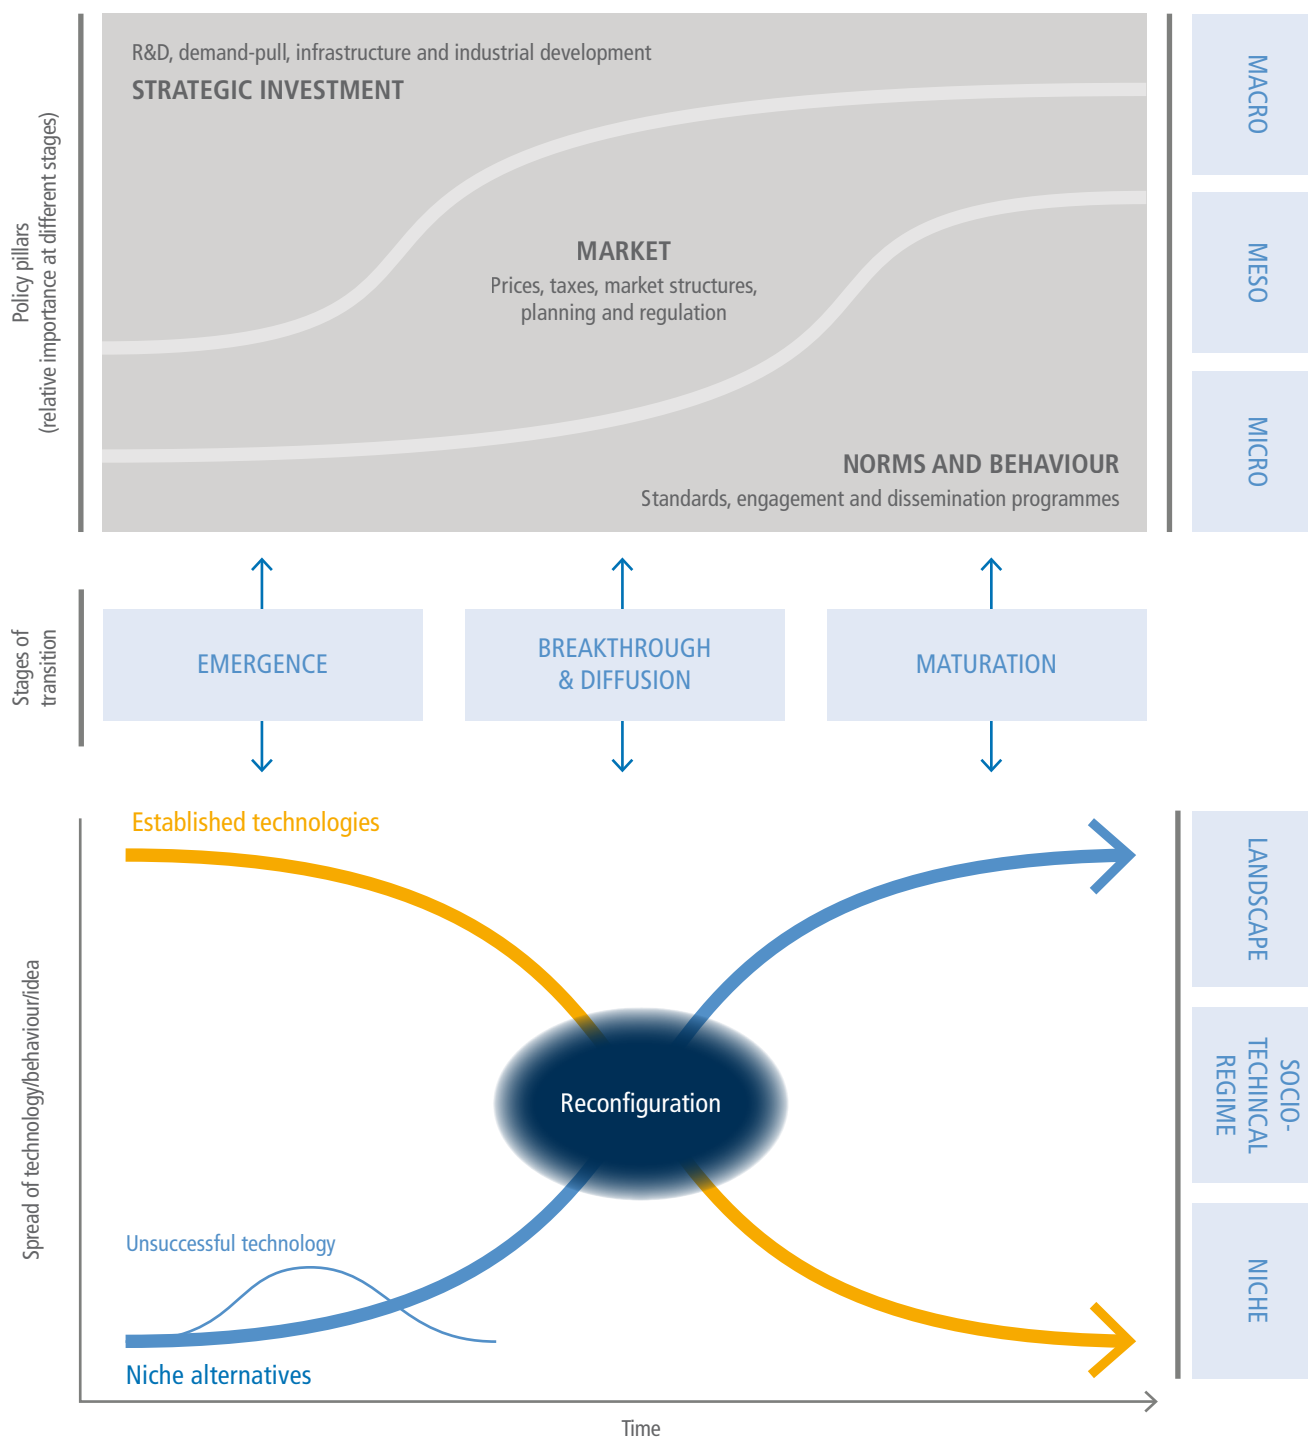 R&D, demand-pull, infrastructure and industrial development
STRATEGIC INVESTMENT
MARKET
Prices, taxes, market structures,
planning and regulation
NORMS AND BEHAVIOUR
Standards, engagement and dissemination programmes
Policy pillars
(relative importance at different stages)
MACRO
MESO
MICRO
Stages of
transition
EMERGENCE
BREAKTHROUGH
& DIFFUSION
MATURATION
Spread of technology/behaviour/idea
Established technologies
Reconfiguration
Unsuccessful technology
Niche alternatives
Time
LANDSCAPE
SOCIO-
TECHINCAL
REGIME
NICHE